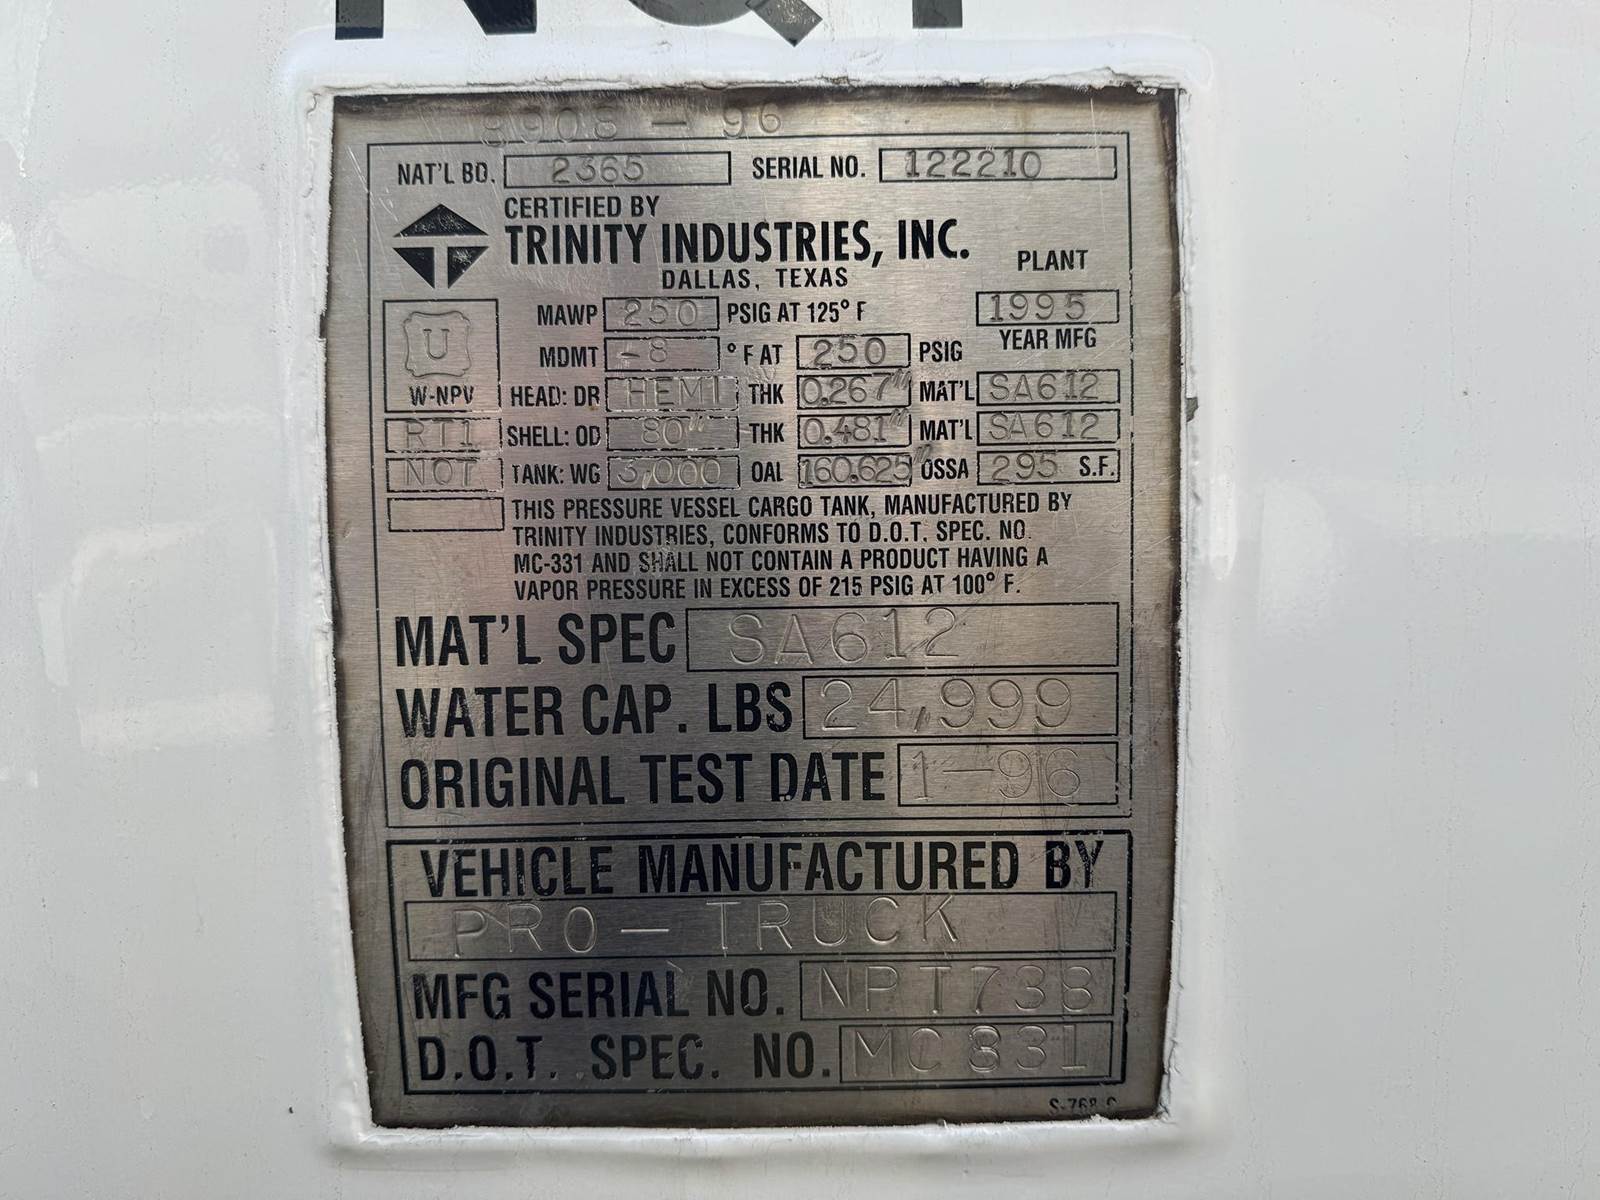 NQT
8908 - 96
NAT'L BD. 2365 SERIAL NO. 122210
CERTIFIED BY
TRINITY INDUSTRIES, INC.
DALLAS, TEXAS
PLANT
MAWP 250 PSIG AT 125° F 1995
YEAR MFG
U
W-NPV
MDMT -8 °F AT 250 PSIG
HEAD: DR HEMI THK 0.267" MAT'L SA612
RT1 SHELL: OD 80" THK 0.481" MAT'L SA612
NOT TANK: WG 3,000 OAL 160.625" OSSA 295 S.F.
THIS PRESSURE VESSEL CARGO TANK, MANUFACTURED BY
TRINITY INDUSTRIES, CONFORMS TO D.O.T. SPEC. NO.
MC-331 AND SHALL NOT CONTAIN A PRODUCT HAVING A
VAPOR PRESSURE IN EXCESS OF 215 PSIG AT 100° F.
MAT'L SPEC SA612
WATER CAP. LBS 24,999
ORIGINAL TEST DATE 1-96
VEHICLE MANUFACTURED BY
PRO-TRUCK
MFG SERIAL NO. NPT738
D.O.T. SPEC. NO. MC331